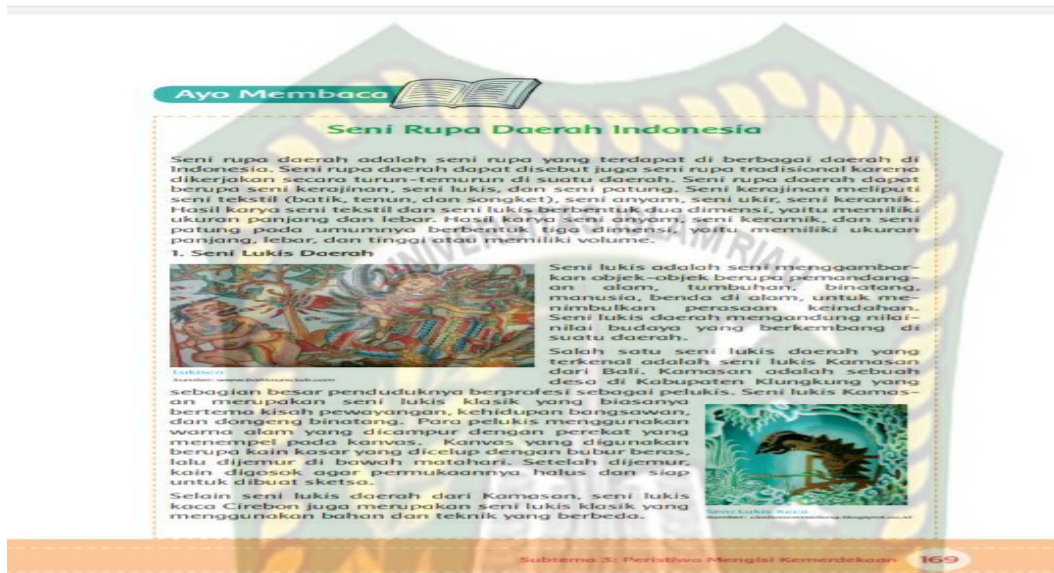 Ayo Membaca
Seni Rupa Daerah Indonesia
Seni rupa daerah adalah seni rupa yang terdapat di berbagai daerah di
Indonesia. Seni rupa daerah dapat disebut juga seni rupa tradisional karena
dikerjakan secara turun-temurun di suatu daerah. Seni rupa daerah dapat
berupa seni kerajinan, seni lukis, dan seni patung. Seni kerajinan meliputi
seni tekstil (batik, tenun, dan songket), seni anyam, seni ukir, seni keramik.
Hasil karya seni tekstil dan seni lukis berbentuk dua dimensi, yaitu memiliki
ukuran panjang dan lebar. Hasil karya seni anyam, seni keramik, dan seni
patung pada umumnya berbentuk tiga dimensi, yaitu memiliki ukuran
panjang, lebar, dan tinggi atau memiliki volume.
1. Seni Lukis Daerah
Seni lukis adalah seni menggambar-
kan objek-objek berupa pemandang-
an alam, tumbuhan, binatang,
manusia, benda di alam, untuk me-
nimbulkan perasaan keindahan.
Seni lukis daerah mengandung nilai-
nilai budaya yang berkembang di
suatu daerah.
Salah satu seni lukis daerah yang
terkenal adalah seni lukis Kamasan
dari Bali. Kamasan adalah sebuah
desa di Kabupaten Klungkung yang
Lukisan
sebagian besar penduduknya berprofesi sebagai pelukis. Seni lukis Kamas-
an merupakan seni lukis klasik yang biasanya
bertema kisah pewayangan, kehidupan bangsawan,
dan dongeng binatang. Para pelukis menggunakan
warna alam yang dicampur dengan perekat yang
menempel pada kanvas. Kanvas yang digunakan
berupa kain kasar yang dicelup dengan bubur beras,
lalu dijemur di bawah matahari. Setelah dijemur,
kain digosok agar permukaannya halus dan siap
untuk dibuat sketsa.
Selain seni lukis daerah dari Kamasan, seni lukis
kaca Cirebon juga merupakan seni lukis klasik yang
menggunakan bahan dan teknik yang berbeda.
Seni Lukis Kaca
UNIVERSITAS ISLAM RIAU
Subtema 3: Peristiwa Mengisi Kemerdekaan 169